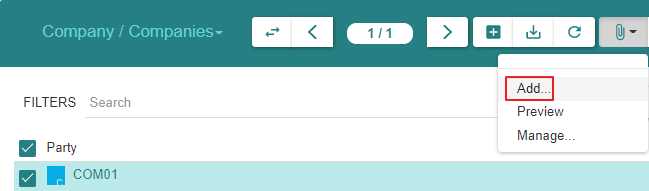 Company / Companies
1 / 1
Add...
Preview
Manage...
FILTERS Search
Party
C COM01